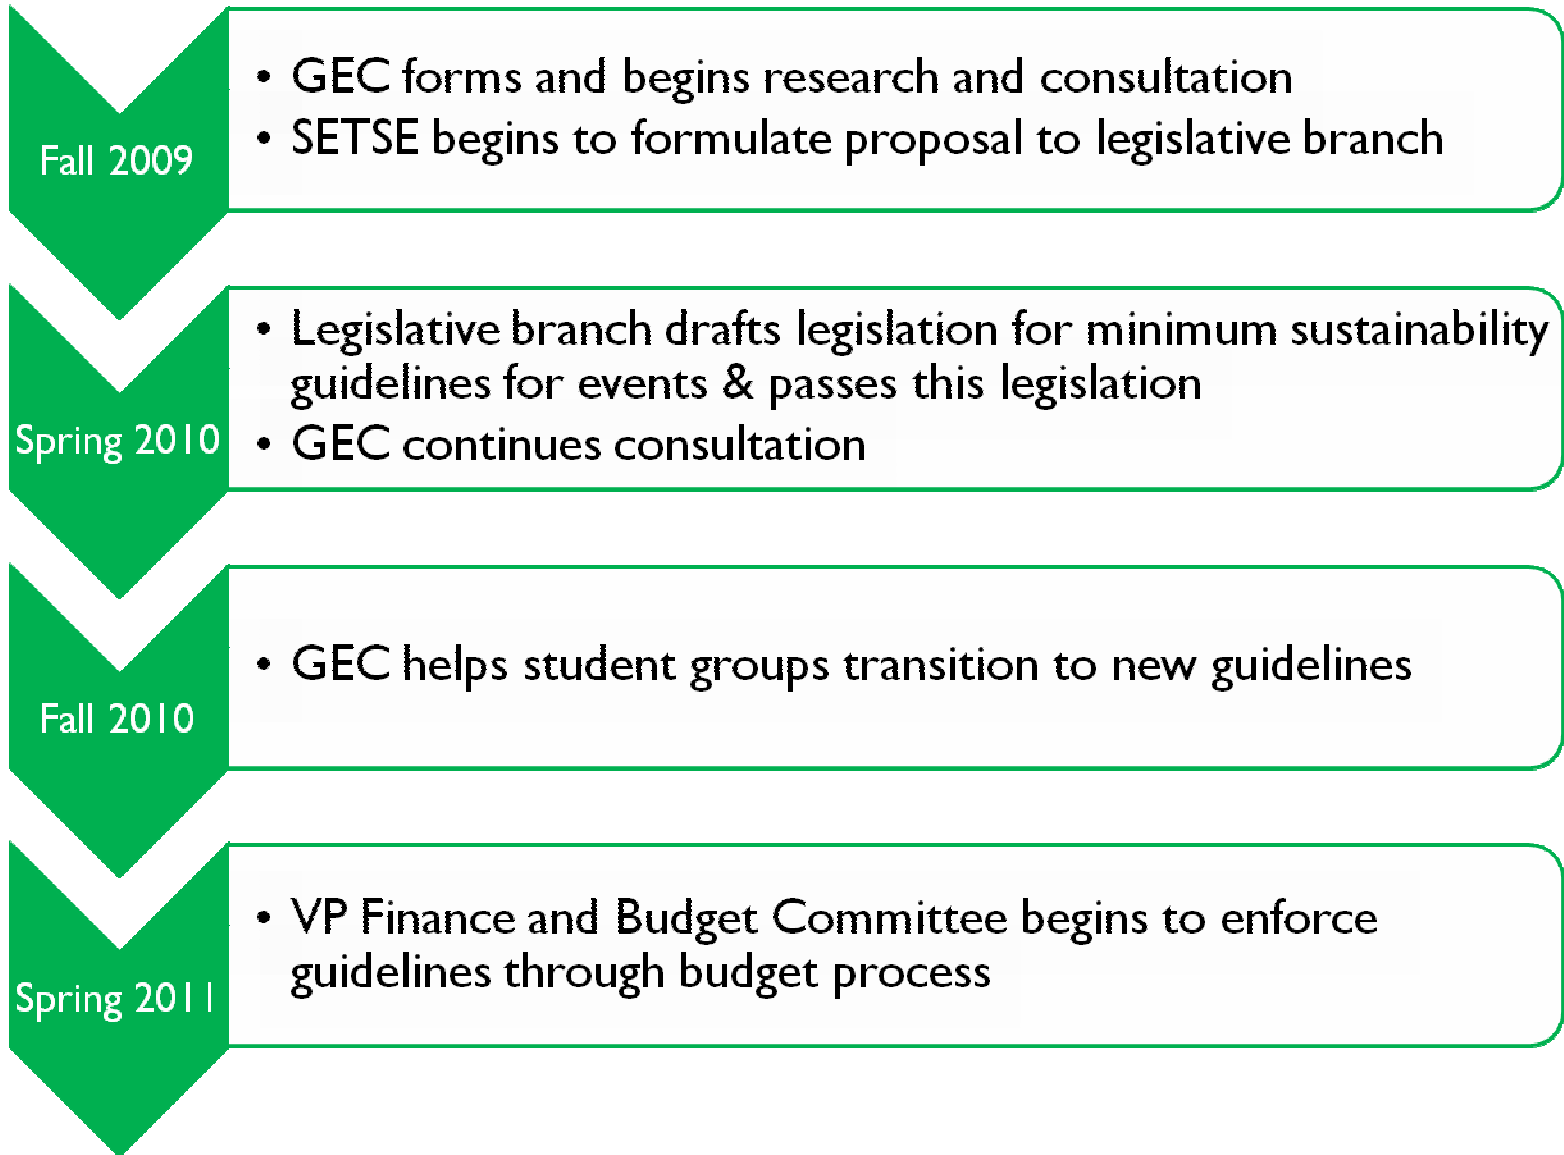 Fall 2009
• GEC forms and begins research and consultation
• SETSE begins to formulate proposal to legislative branch
Spring 2010
• Legislative branch drafts legislation for minimum sustainability
guidelines for events & passes this legislation
• GEC continues consultation
Fall 2010
• GEC helps student groups transition to new guidelines
Spring 2011
• VP Finance and Budget Committee begins to enforce
guidelines through budget process